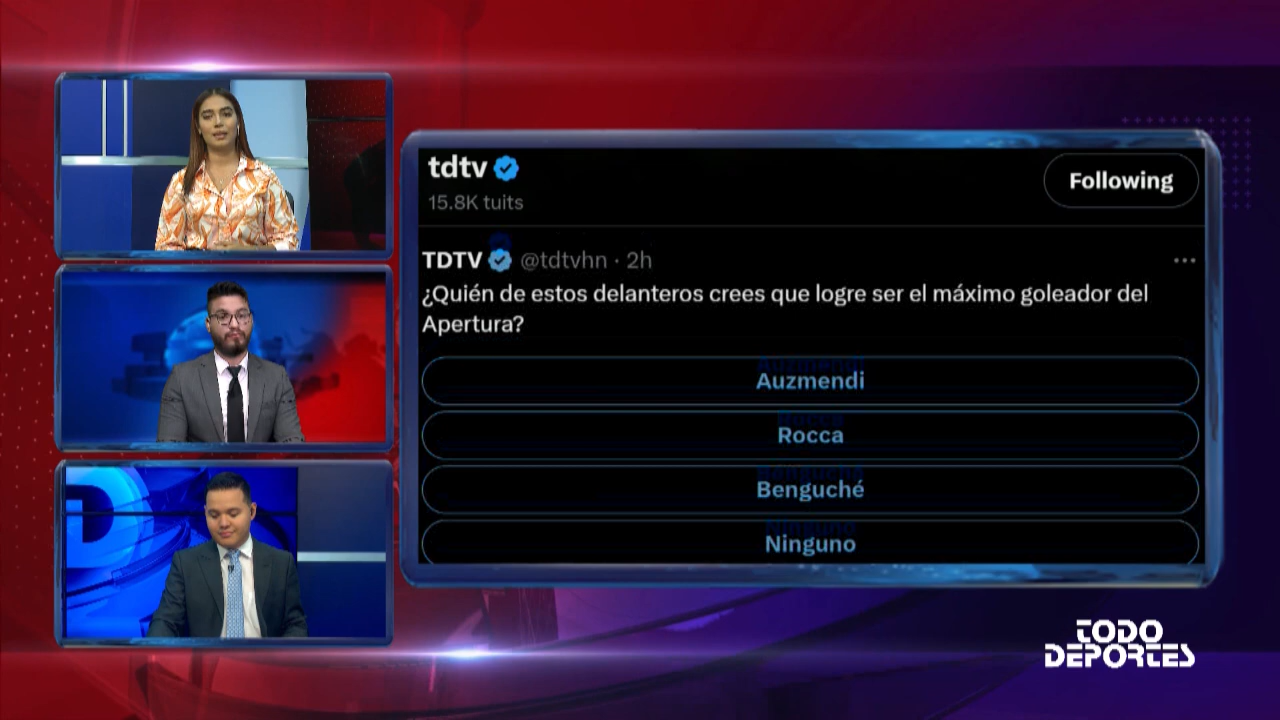 tdtv
15.8K tuits
Following
TDTV @tdtvhn · 2h
¿Quién de estos delanteros crees que logre ser el máximo goleador del
Apertura?
Auzmendi
Rocca
Benguché
Ninguno
TODO
DEPORTES